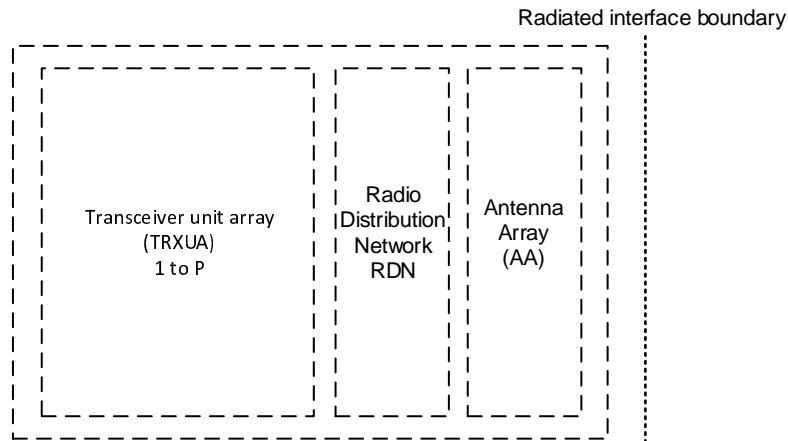 Radiated interface boundary
Transceiver unit array
(TRXUA)
1 to P
Radio
Distribution
Network
RDN
Antenna
Array
(AA)